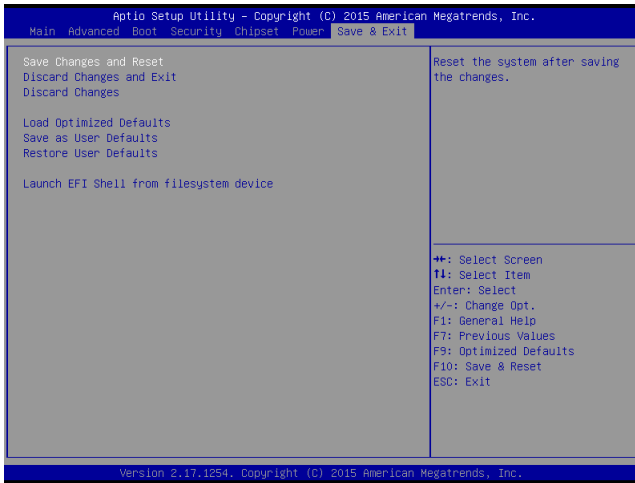 Aptio Setup Utility – Copyright (C) 2015 American Megatrends, Inc.
Main Advanced Boot Security Chipset Power Save & Exit
Save Changes and Reset
Discard Changes and Exit
Discard Changes
Load Optimized Defaults
Save as User Defaults
Restore User Defaults
Launch EFI Shell from filesystem device
Reset the system after saving
the changes.
→←: Select Screen
↑↓: Select Item
Enter: Select
+/-: Change Opt.
F1: General Help
F7: Previous Values
F9: Optimized Defaults
F10: Save & Reset
ESC: Exit
Version 2.17.1254. Copyright (C) 2015 American Megatrends, Inc.